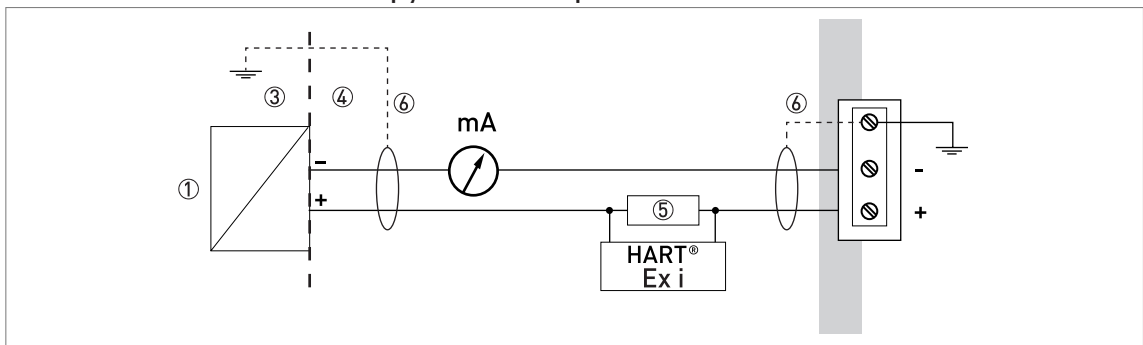 ③ ④ ⑥ ⑥
mA
①
-
-
+
+
⑤
HART®
Ex i